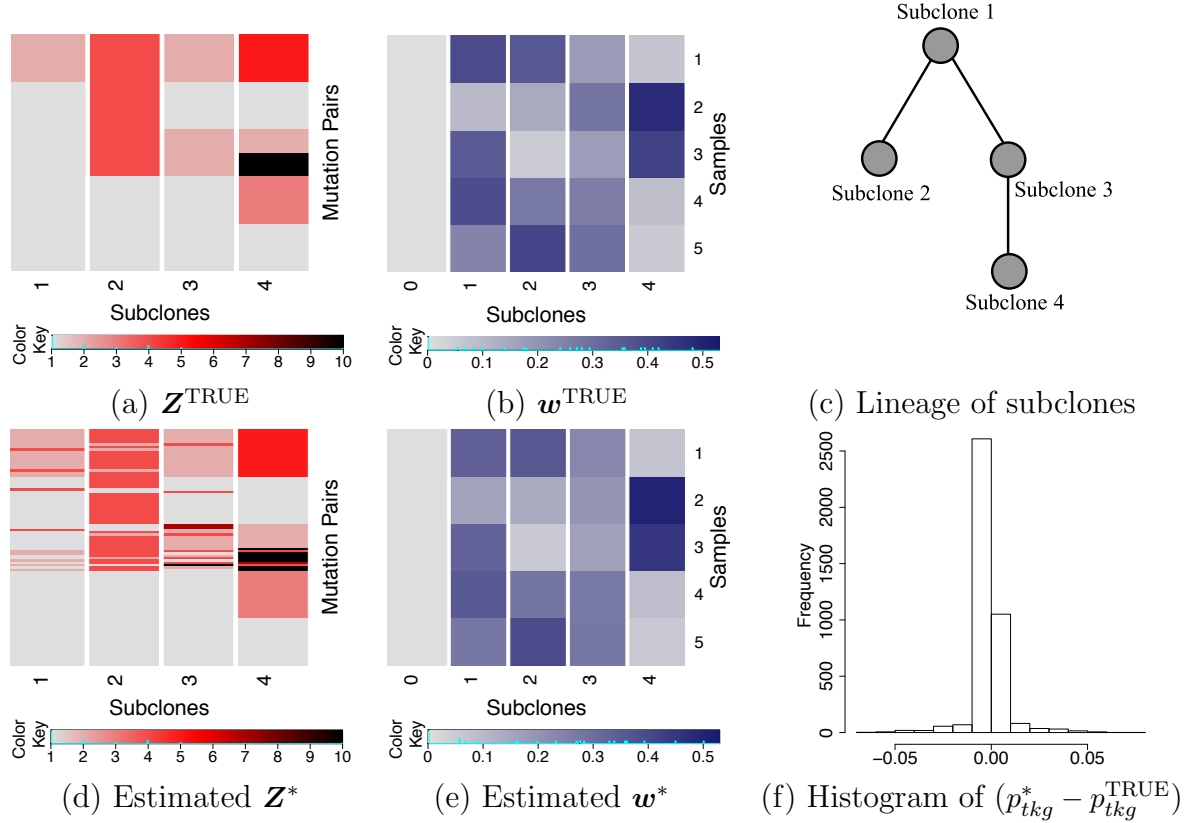 Mutation Pairs
1 2 3 4
Subclones
Color Key
1 2 3 4 5 6 7 8 9 10
(a) Z^TRUE
1
2
3
4
5
Samples
0 1 2 3 4
Subclones
Color Key
0 0.1 0.2 0.3 0.4 0.5
(b) w^TRUE
Subclone 1
Subclone 2
Subclone 3
Subclone 4
(c) Lineage of subclones
Mutation Pairs
1 2 3 4
Subclones
Color Key
1 2 3 4 5 6 7 8 9 10
(d) Estimated Z*
1
2
3
4
5
Samples
0 1 2 3 4
Subclones
Color Key
0 0.1 0.2 0.3 0.4 0.5
(e) Estimated w*
Frequency
2500
2000
1500
1000
500
0
−0.05 0.00 0.05
(f) Histogram of (p*_tkg − p_tkg^TRUE)